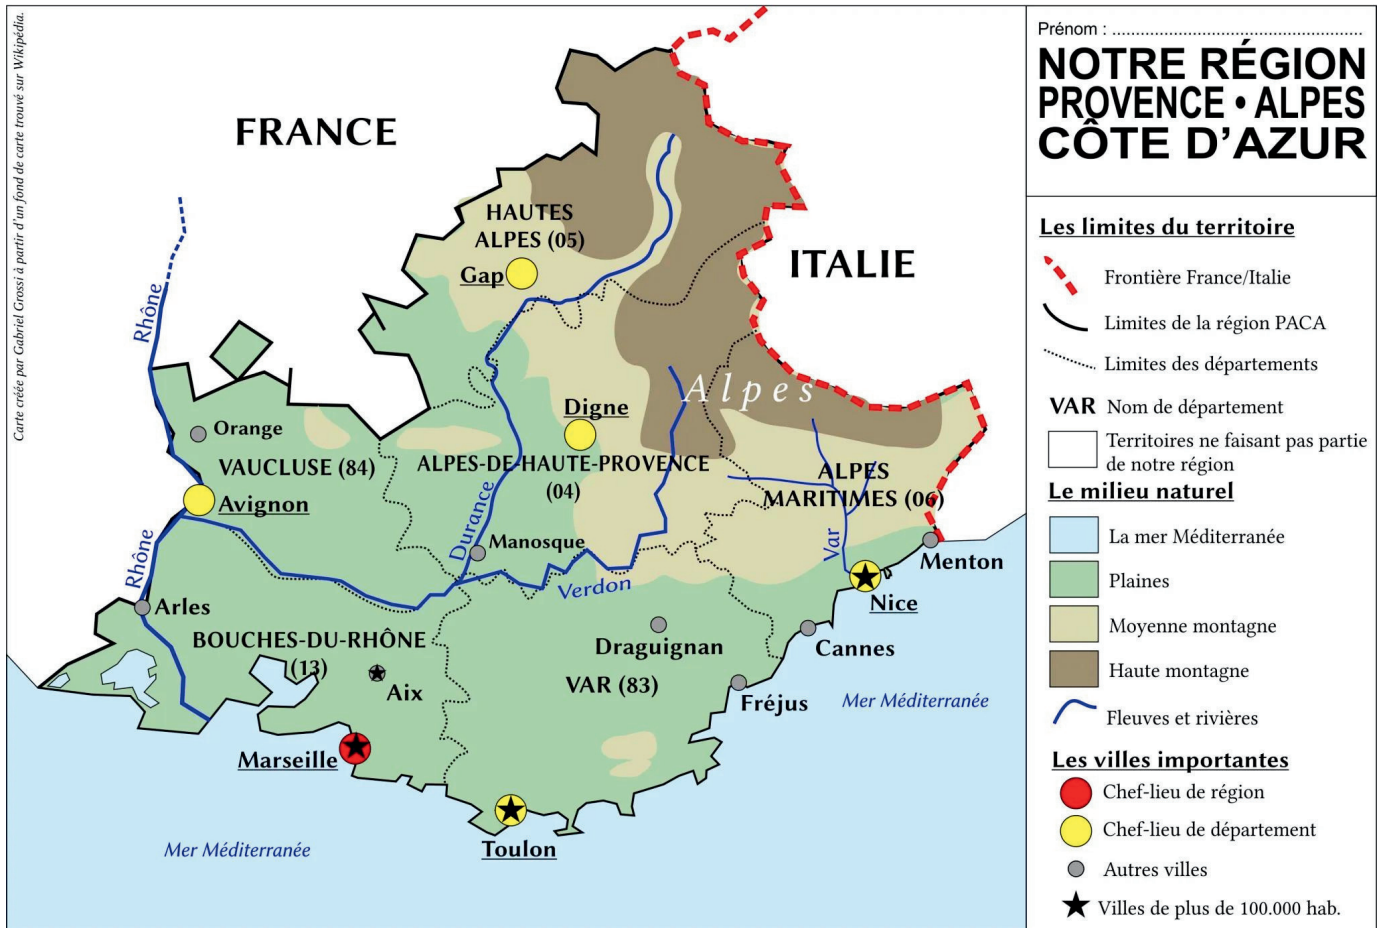 Carte créée par Gabriel Grossi à partir d'un fond de carte trouvé sur Wikipédia.
FRANCE
ITALIE
HAUTES
ALPES (05)
Gap
Rhône
Alpes
Digne
Orange
VAUCLUSE (84)
ALPES-DE-HAUTE-PROVENCE
(04)
ALPES
MARITIMES (06)
Avignon
Durance
Manosque
Var
Menton
Rhône
Verdon
Nice
Arles
BOUCHES-DU-RHÔNE
(13)
Draguignan
Cannes
Aix
VAR (83)
Fréjus
Mer Méditerranée
Marseille
Toulon
Mer Méditerranée
Prénom : ..................................................
NOTRE RÉGION
PROVENCE • ALPES
CÔTE D'AZUR
Les limites du territoire
Frontière France/Italie
Limites de la région PACA
Limites des départements
VAR Nom de département
Territoires ne faisant pas partie
de notre région
Le milieu naturel
La mer Méditerranée
Plaines
Moyenne montagne
Haute montagne
Fleuves et rivières
Les villes importantes
Chef-lieu de région
Chef-lieu de département
Autres villes
Villes de plus de 100.000 hab.